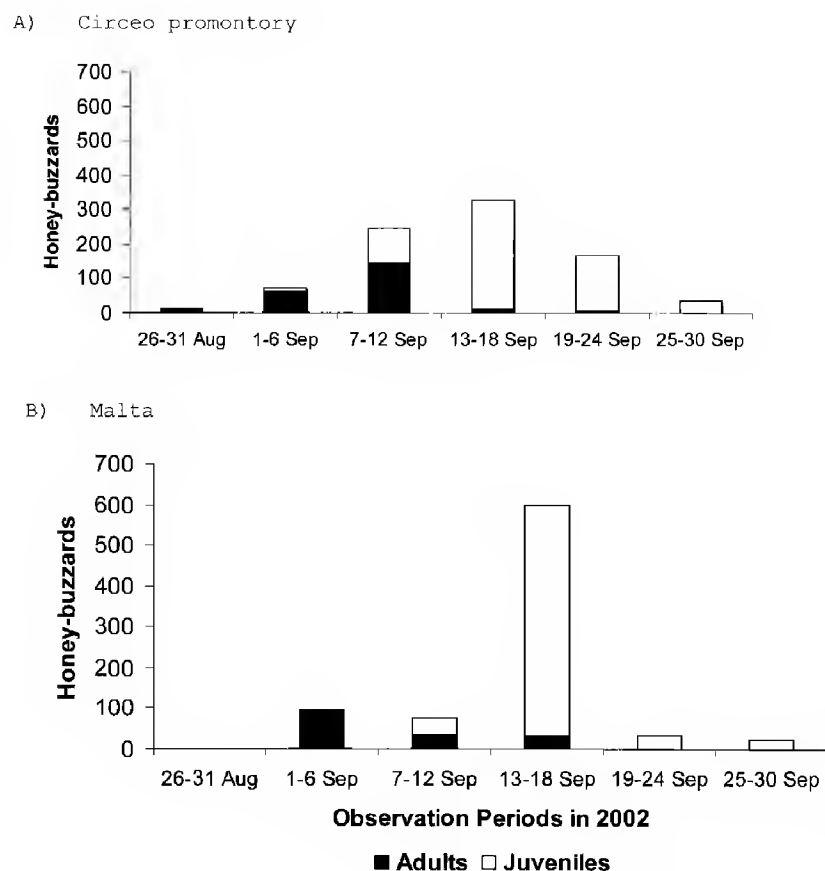 A) Circeo promontory
700
600
500
400
300
200
100
0
Honey-buzzards
26-31 Aug 1-6 Sep 7-12 Sep 13-18 Sep 19-24 Sep 25-30 Sep
B) Malta
700
600
500
400
300
200
100
0
Honey-buzzards
26-31 Aug 1-6 Sep 7-12 Sep 13-18 Sep 19-24 Sep 25-30 Sep
Observation Periods in 2002
Adults Juveniles